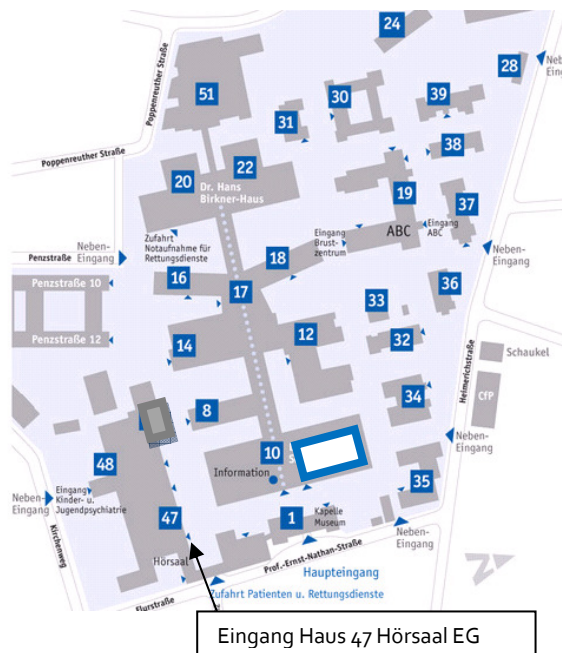 24
28
Neben-
Eing
Poppenreuther Straße
51
30
39
31
38
Poppenreuther Straße
20
22
Dr. Hans
Birkner-Haus
19
37
Zufahrt
Notaufnahme für
Rettungsdienste
Eingang
Brust-
zentrum
ABC
Eingang
ABC
Neben-
Eingang
Penzstraße
Neben-
Eingang
18
16
17
36
Penzstraße 10
33
Penzstraße 12
14
12
32
Schaukel
Heimerichstraße
34
CfP
8
48
10
Information
Neben-
Eingang
35
Eingang
Kinder- u.
Jugendpsychiatrie
Neben-
Eingang
47
1
Kapelle
Museum
Neben-
Eingang
Kirchenweg
Hörsaal
Prof.-Ernst-Nathan-Straße
Haupteingang
Zufahrt Patienten u. Rettungsdienste
Flurstraße
N
Eingang Haus 47 Hörsaal EG